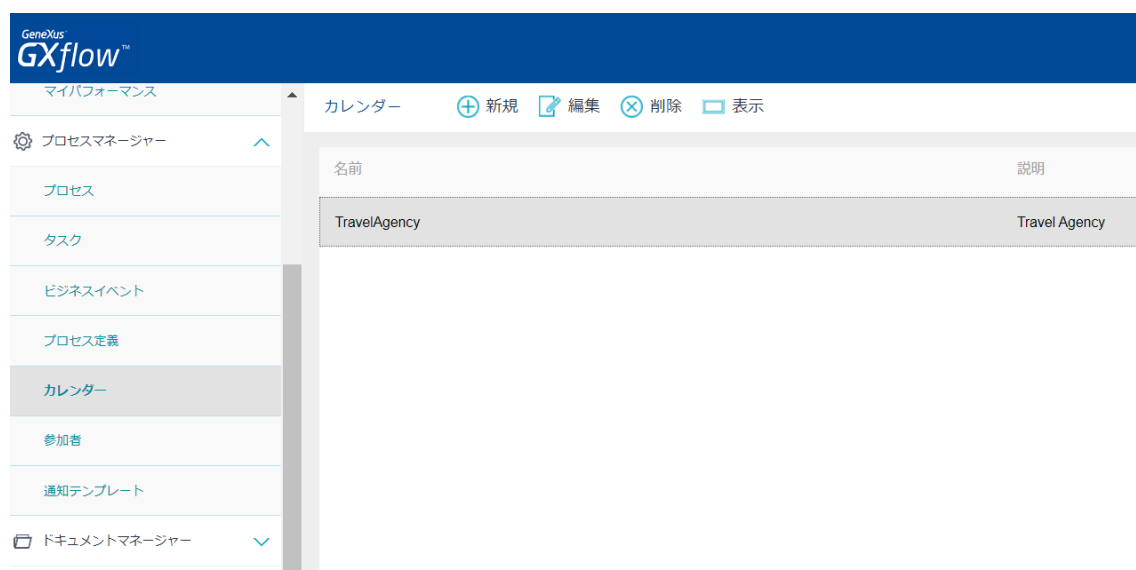 GeneXus™
GXflow™
マイパフォーマンス
プロセスマネージャー
プロセス
タスク
ビジネスイベント
プロセス定義
カレンダー
参加者
通知テンプレート
ドキュメントマネージャー
カレンダー 新規 編集 削除 表示
名前 説明
TravelAgency Travel Agency